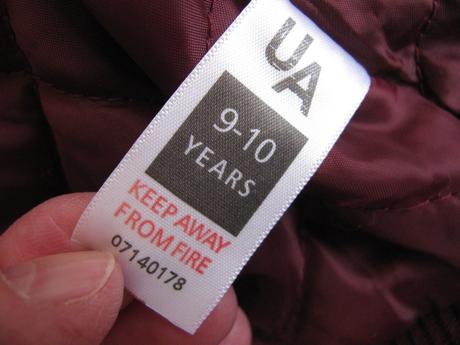 UA
9-10
YEARS
KEEP AWAY
FROM FIRE
07140178